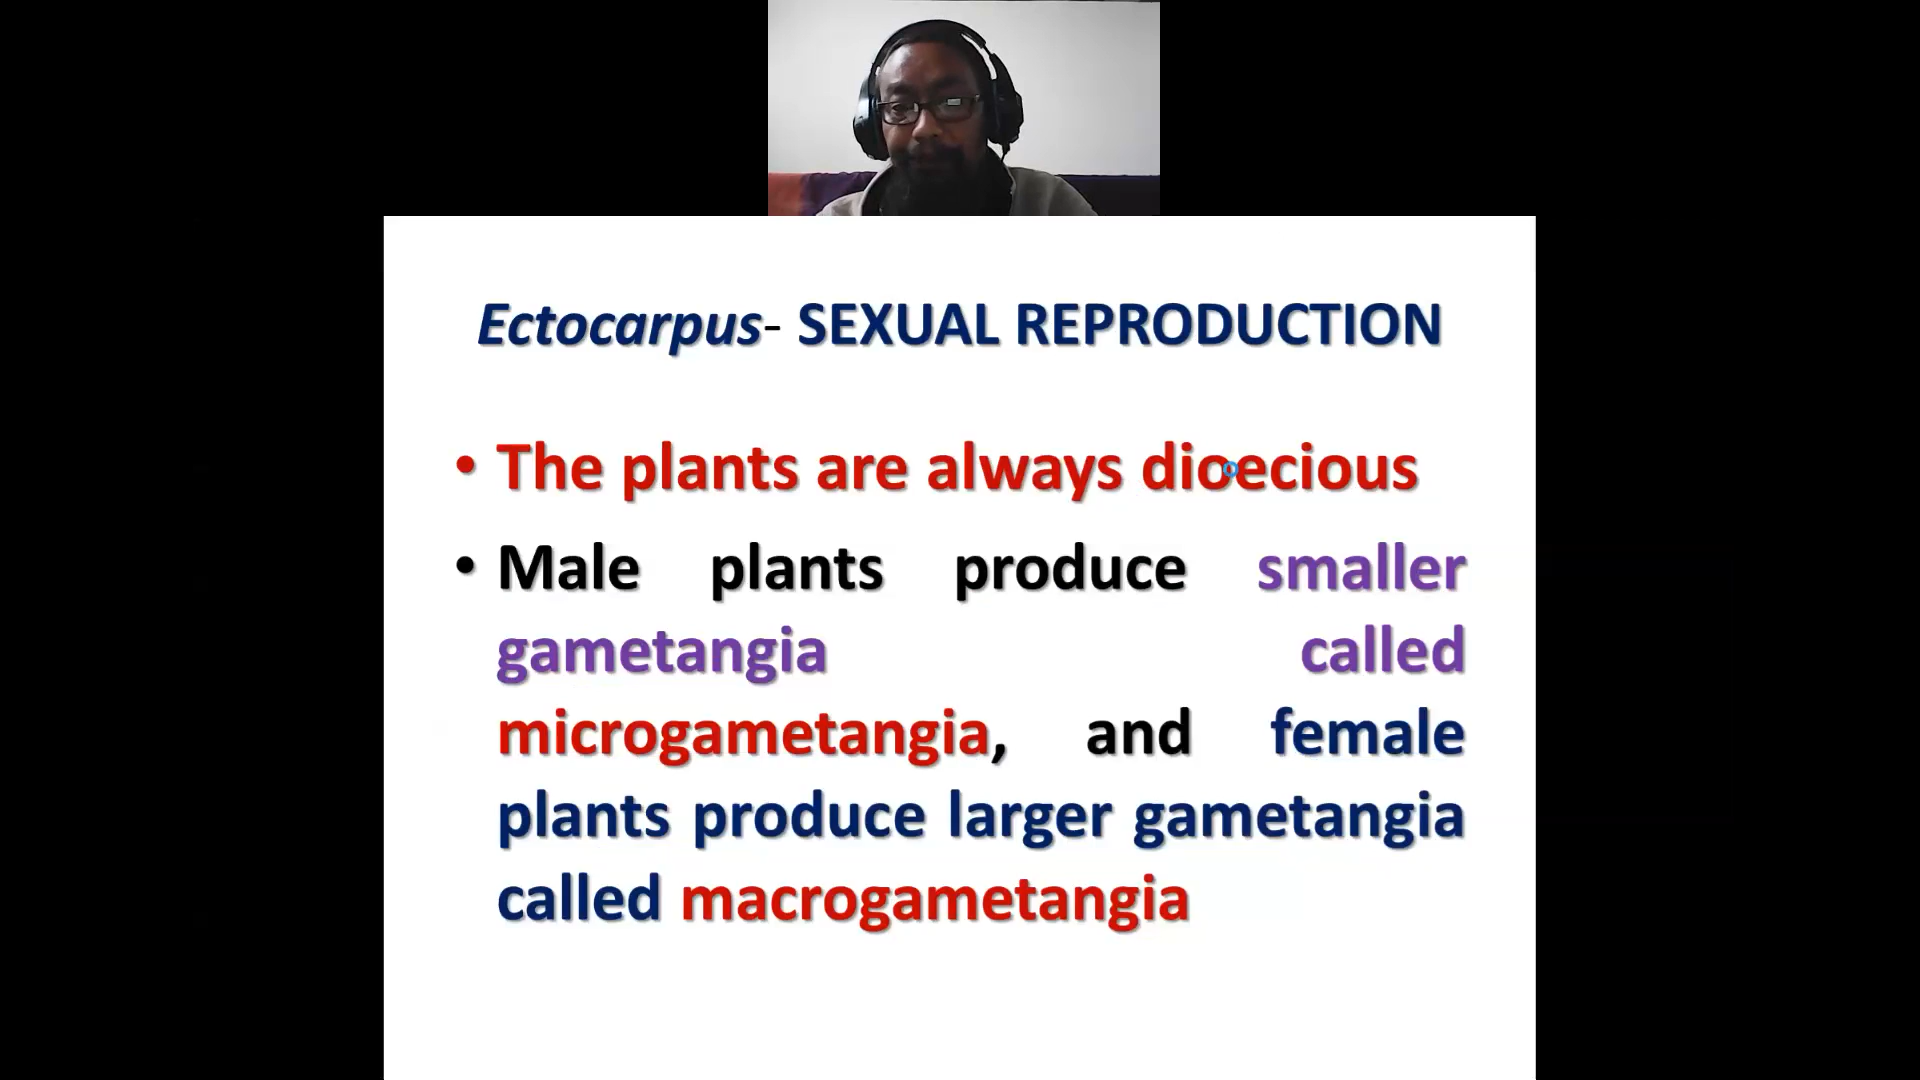 Ectocarpus- SEXUAL REPRODUCTION
• The plants are always dioecious
• Male plants produce smaller
gametangia called
microgametangia, and female
plants produce larger gametangia
called macrogametangia